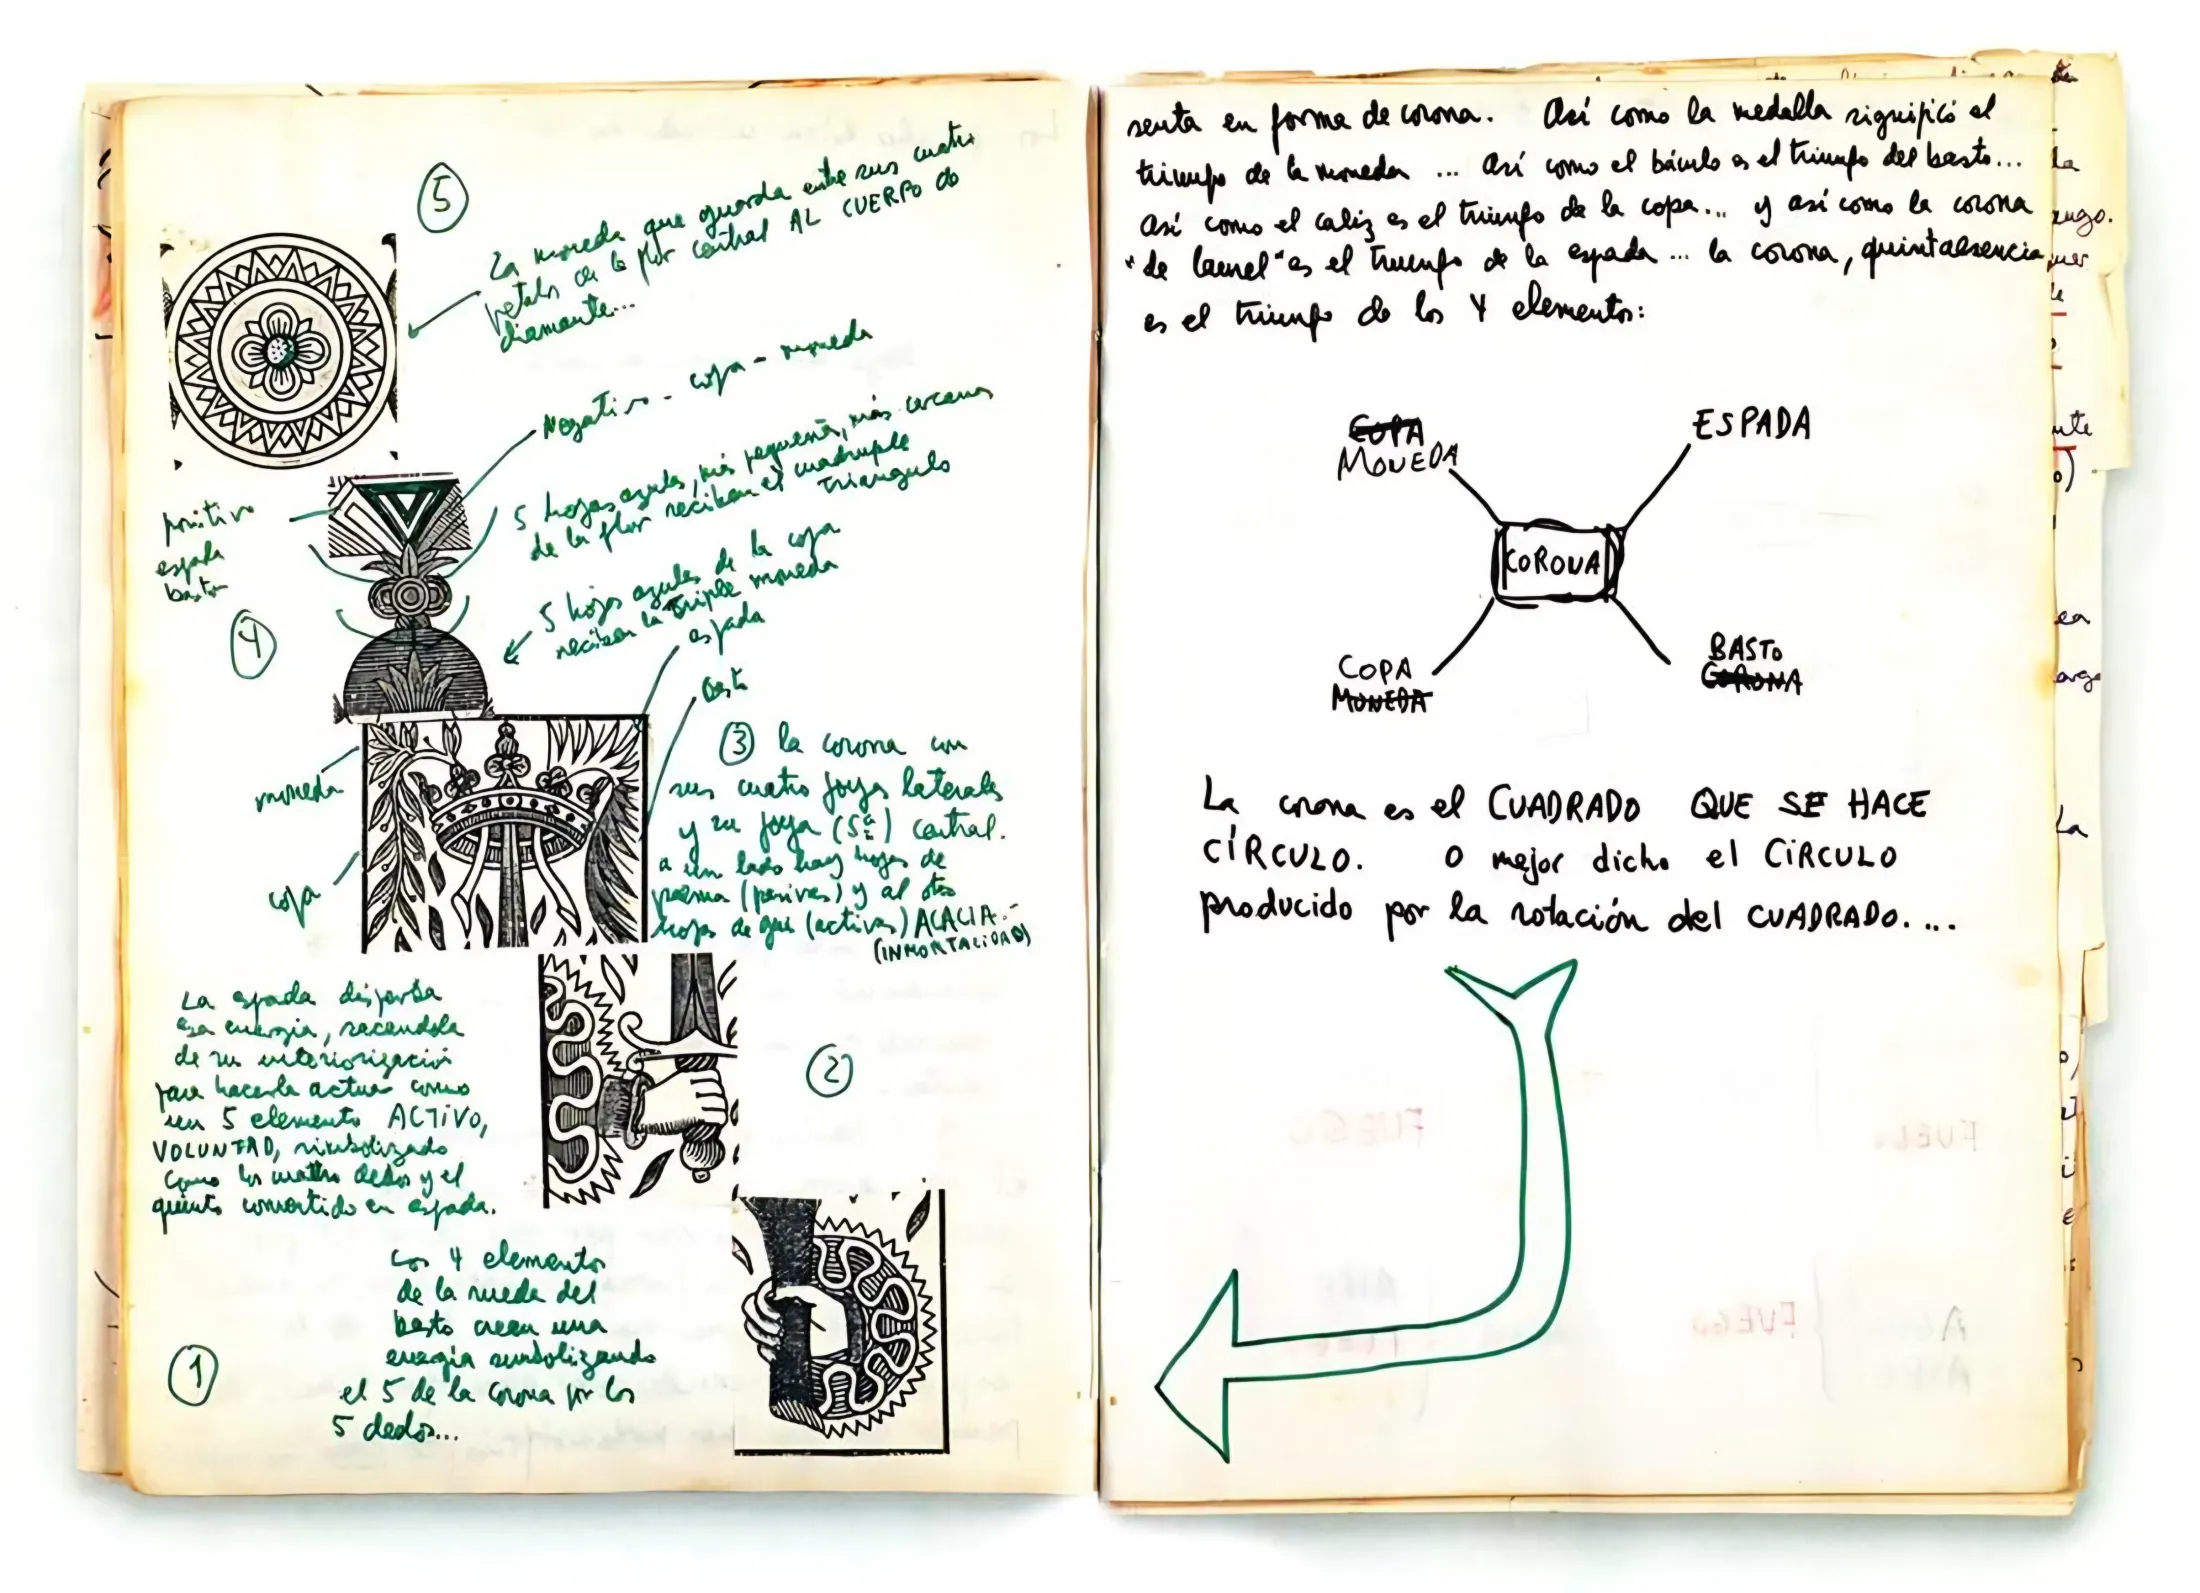 5
La moneda que guarda entre sus cuatro
petalos de la flor central AL CUERPO de
diamante...
Negativo - copa - moneda
positivo
espada
basto
5 hojas azules, más pequeñas, más cercanas
de la flor reciben el cuadruple
triangulo
4
5 hojas azules de la copa
reciben la triple moneda
espada
basto
moneda
copa
3 la corona con
sus cuatro joyas laterales
y su joya (5ª) central.
a un lado hay hojas de
palma (pasivas) y al otro
hojas de (activas) ACACIA.-
(INMORTALIDAD)
2
La espada despierta
esa energia, sacandola
de su interiorización
para hacerla actuar como
un 5 elemento ACTIVO,
VOLUNTAD, simbolizado
como los cuatro dedos y el
quinto convertido en espada.
1
Los 4 elementos
de la rueda del
basto crean una
energia simbolizando
el 5 de la corona por los
5 dedos...
senta en forma de corona. Así como la medalla significó el
triunfo de la moneda ... Así como el báculo es el triunfo del basto...
Así como el caliz es el triunfo de la copa... y así como la corona
"de laurel" es el triunfo de la espada ... la corona, quintaesencia,
es el triunfo de los 4 elementos:
COPA
MONEDA
ESPADA
CORONA
COPA
MONEDA
BASTO
CORONA
La corona es el CUADRADO QUE SE HACE
CÍRCULO. O mejor dicho el CÍRCULO
producido por la rotación del CUADRADO....